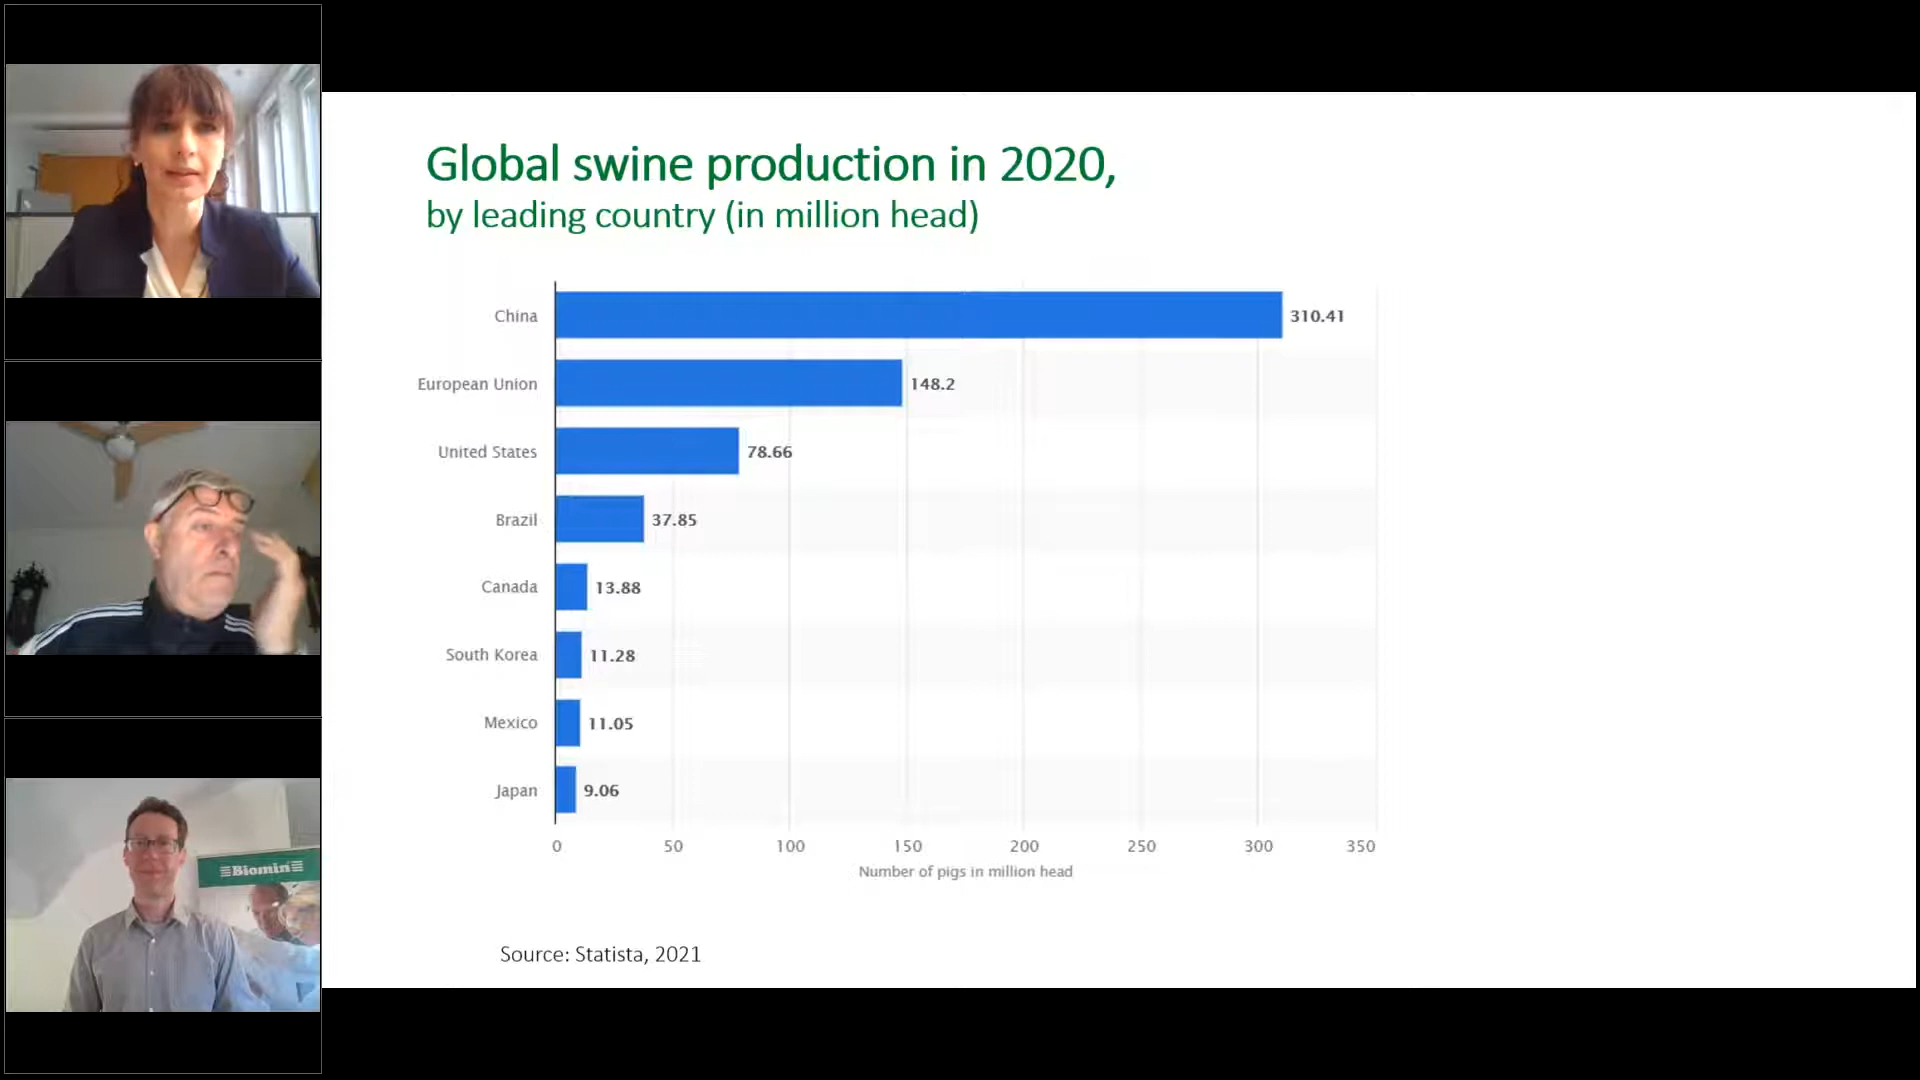 Global swine production in 2020,
by leading country (in million head)
China 310.41
European Union 148.2
United States 78.66
Brazil 37.85
Canada 13.88
South Korea 11.28
Mexico 11.05
Japan 9.06
0 50 100 150 200 250 300 350
Number of pigs in million head
Source: Statista, 2021
Biomin